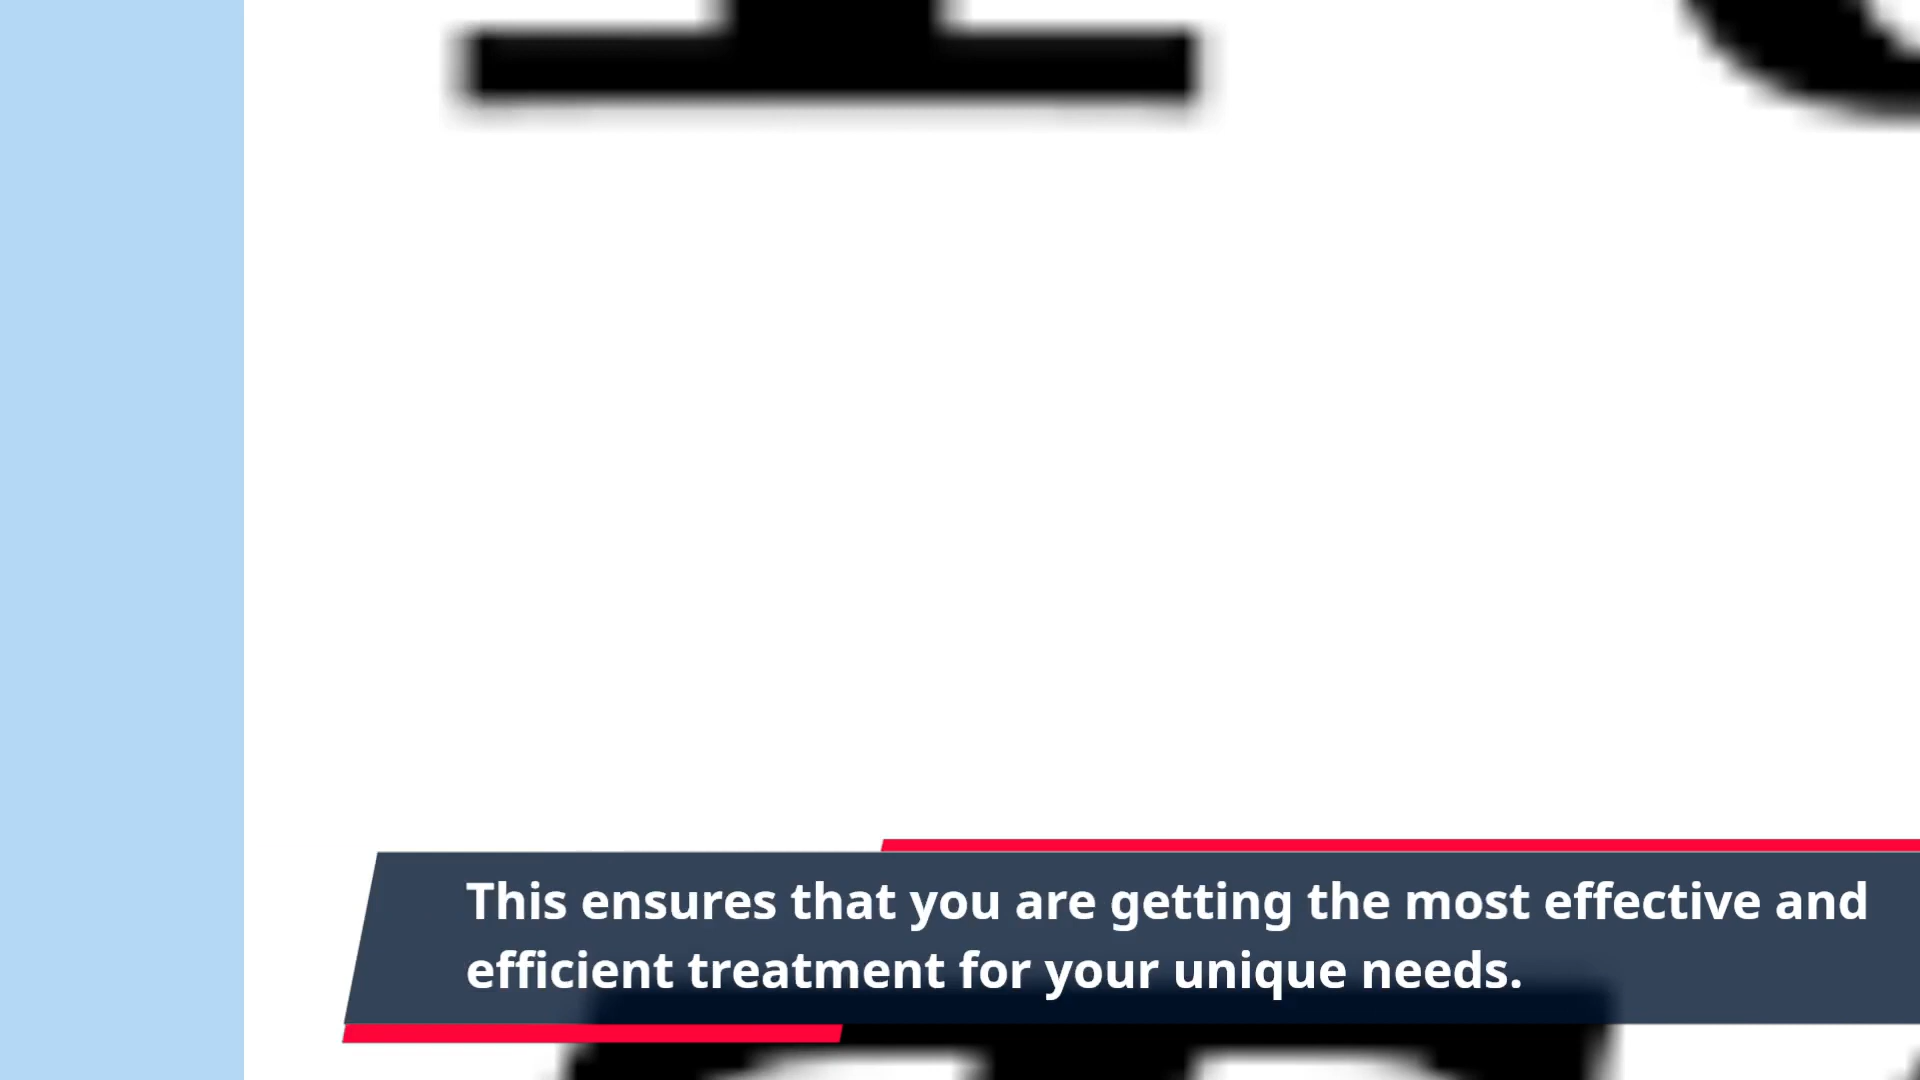 This ensures that you are getting the most effective and
efficient treatment for your unique needs.